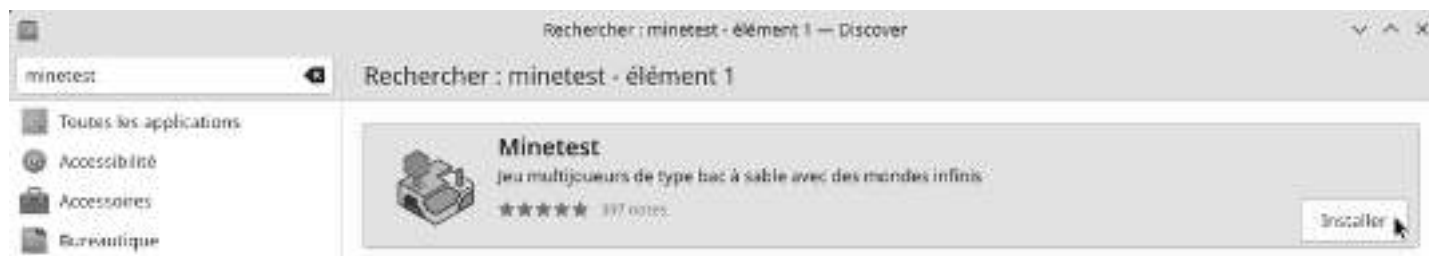 Rechercher : minetest - élément 1 — Discover
minetest
Rechercher : minetest - élément 1
Toutes les applications
Accessibilité
Accessoires
Bureautique
Minetest
Jeu multijoueurs de type bac à sable avec des mondes infinis
397 notes
Installer